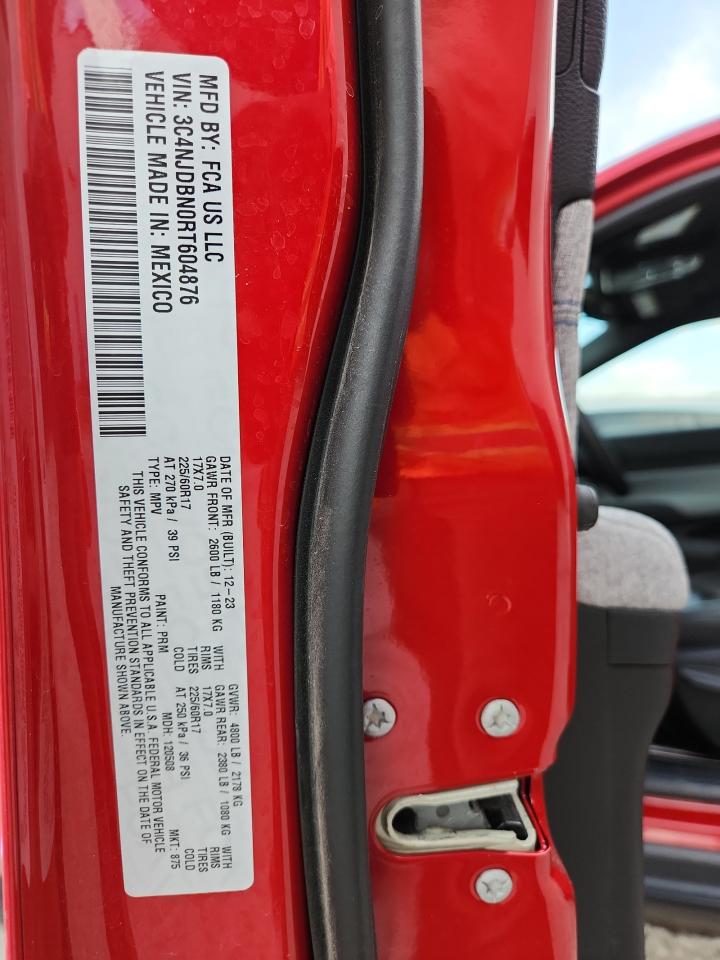 MFD BY: FCA US LLC
VIN: 3C4NJDBN0RT604876
VEHICLE MADE IN: MEXICO
DATE OF MFR (BUILT): 12-23 GVWR: 4800 LB / 2178 KG
GAWR FRONT: 2600 LB / 1180 KG WITH GAWR REAR: 2380 LB / 1080 KG WITH
17X7.0 RIMS 17X7.0 RIMS
225/60R17 TIRES 225/60R17 TIRES
AT 270 kPa / 39 PSI COLD AT 250 kPa / 36 PSI COLD
TYPE: MPV PAINT: PRM MDH: 120508 MKT: 875
THIS VEHICLE CONFORMS TO ALL APPLICABLE U.S.A. FEDERAL MOTOR VEHICLE
SAFETY AND THEFT PREVENTION STANDARDS IN EFFECT ON THE DATE OF
MANUFACTURE SHOWN ABOVE.